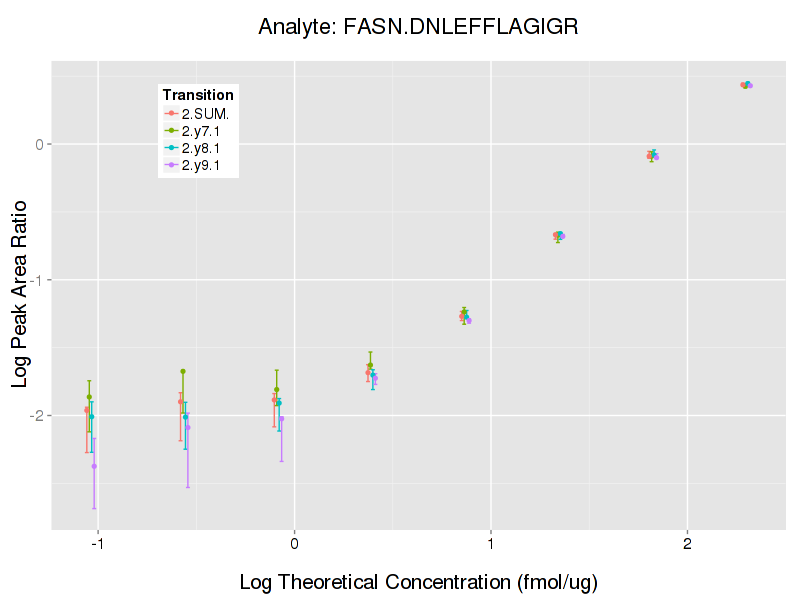 Analyte: FASN.DNLEFFLAGIGR
Log Peak Area Ratio
0
-1
-2
Transition
2.SUM.
2.y7.1
2.y8.1
2.y9.1
-1
0
1
2
Log Theoretical Concentration (fmol/ug)